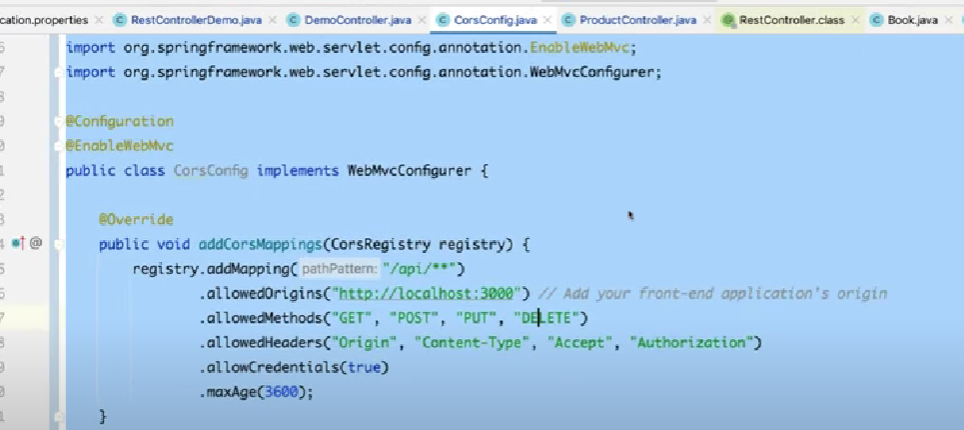 cation.properties RestControllerDemo.java DemoController.java CorsConfig.java ProductController.java RestController.class Book.java
import org.springframework.web.servlet.config.annotation.EnableWebMvc;
import org.springframework.web.servlet.config.annotation.WebMvcConfigurer;
@Configuration
@EnableWebMvc
public class CorsConfig implements WebMvcConfigurer {
@Override
public void addCorsMappings(CorsRegistry registry) {
registry.addMapping( pathPattern: "/api/**")
.allowedOrigins("http://localhost:3000") // Add your front-end application's origin
.allowedMethods("GET", "POST", "PUT", "DELETE")
.allowedHeaders("Origin", "Content-Type", "Accept", "Authorization")
.allowCredentials(true)
.maxAge(3600);
}